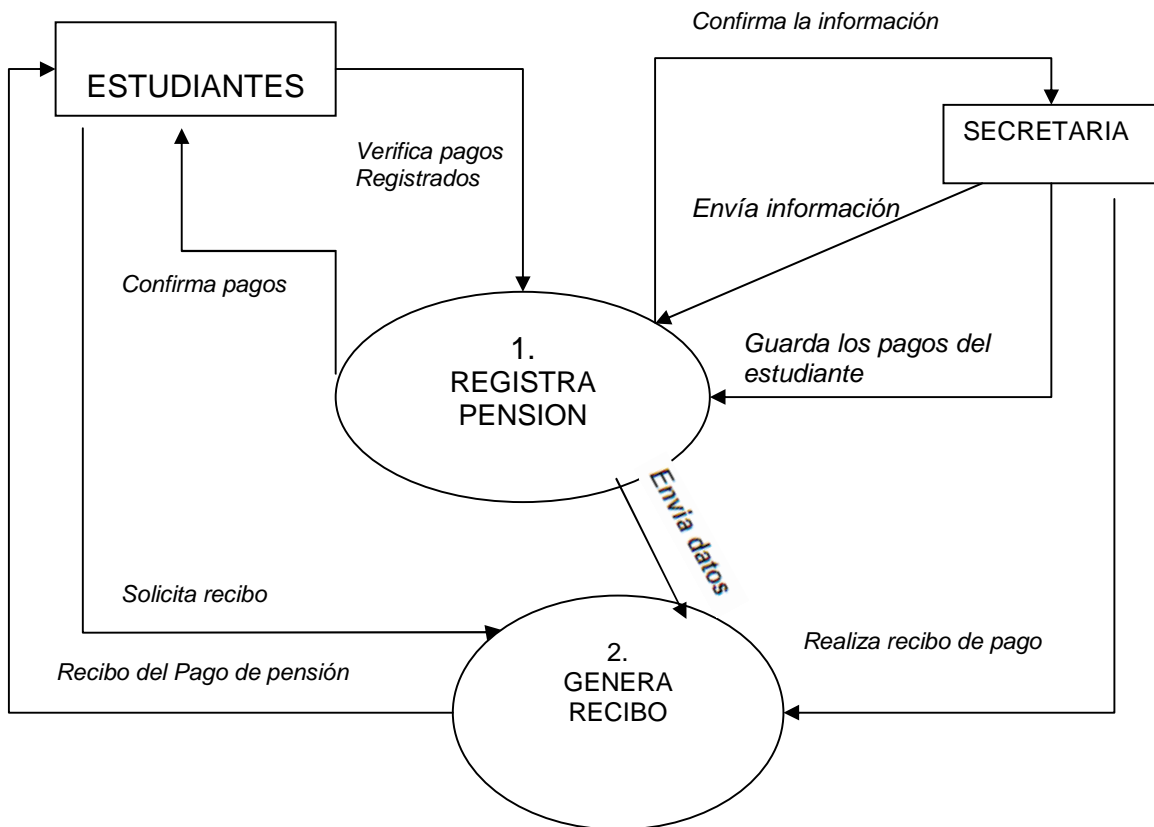 Confirma la información
ESTUDIANTES
SECRETARIA
Verifica pagos
Registrados
Envía información
Confirma pagos
1.
REGISTRA
PENSION
Guarda los pagos del
estudiante
Envia datos
Solicita recibo
Realiza recibo de pago
Recibo del Pago de pensión
2.
GENERA
RECIBO